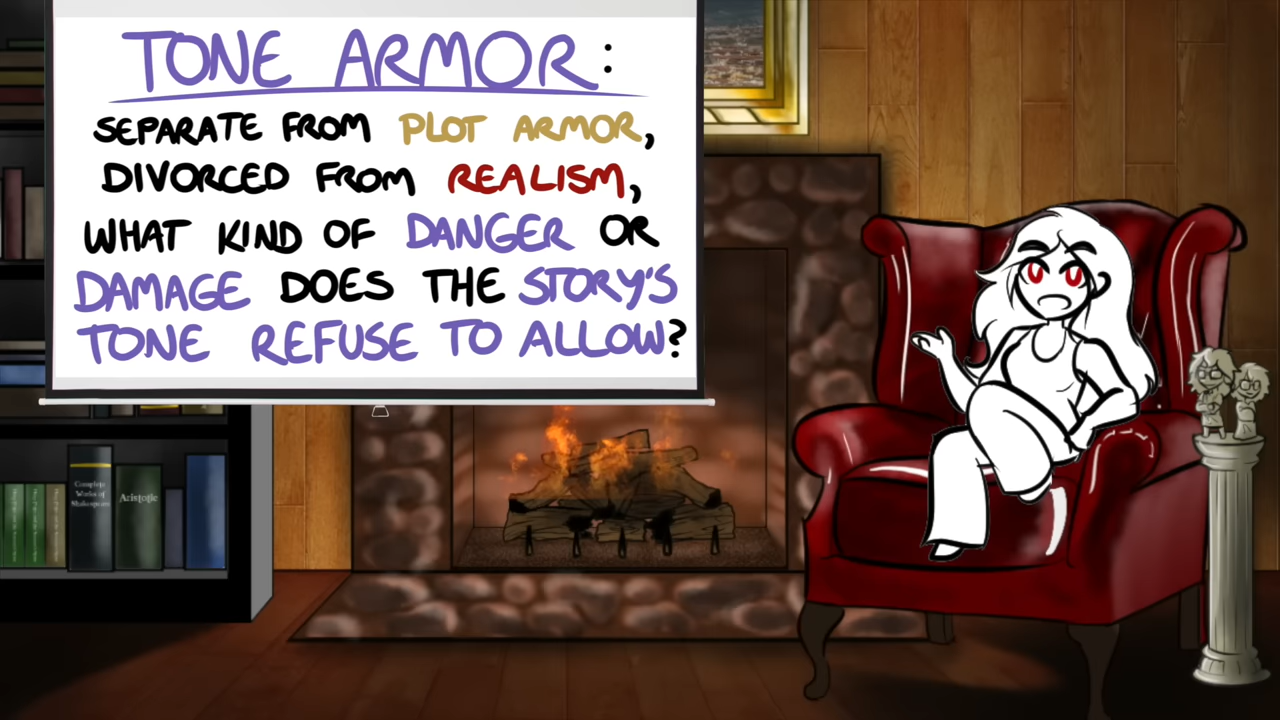 TONE ARMOR:
SEPARATE FROM PLOT ARMOR,
DIVORCED FROM REALISM,
WHAT KIND OF DANGER OR
DAMAGE DOES THE STORY'S
TONE REFUSE TO ALLOW?
Complete
Works of
Shakespeare
Aristotle